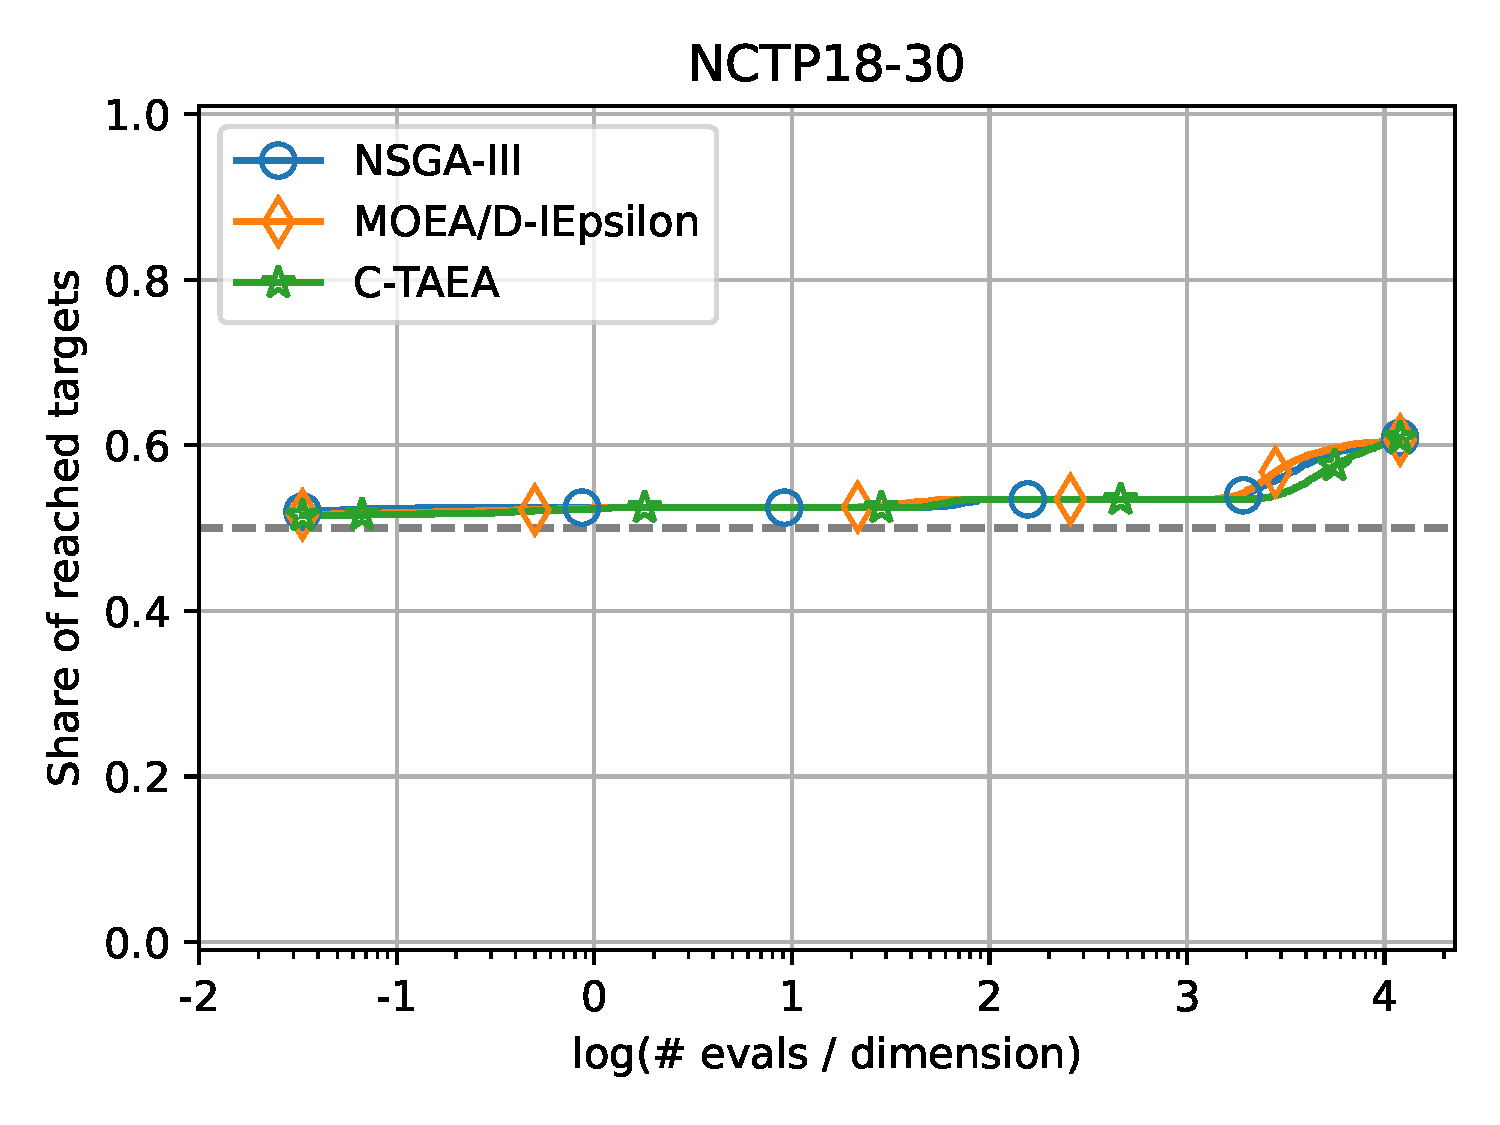 NCTP18-30
NSGA-III
MOEA/D-IEpsilon
C-TAEA
Share of reached targets
1.0
0.8
0.6
0.4
0.2
0.0
-2 -1 0 1 2 3 4
log(# evals / dimension)